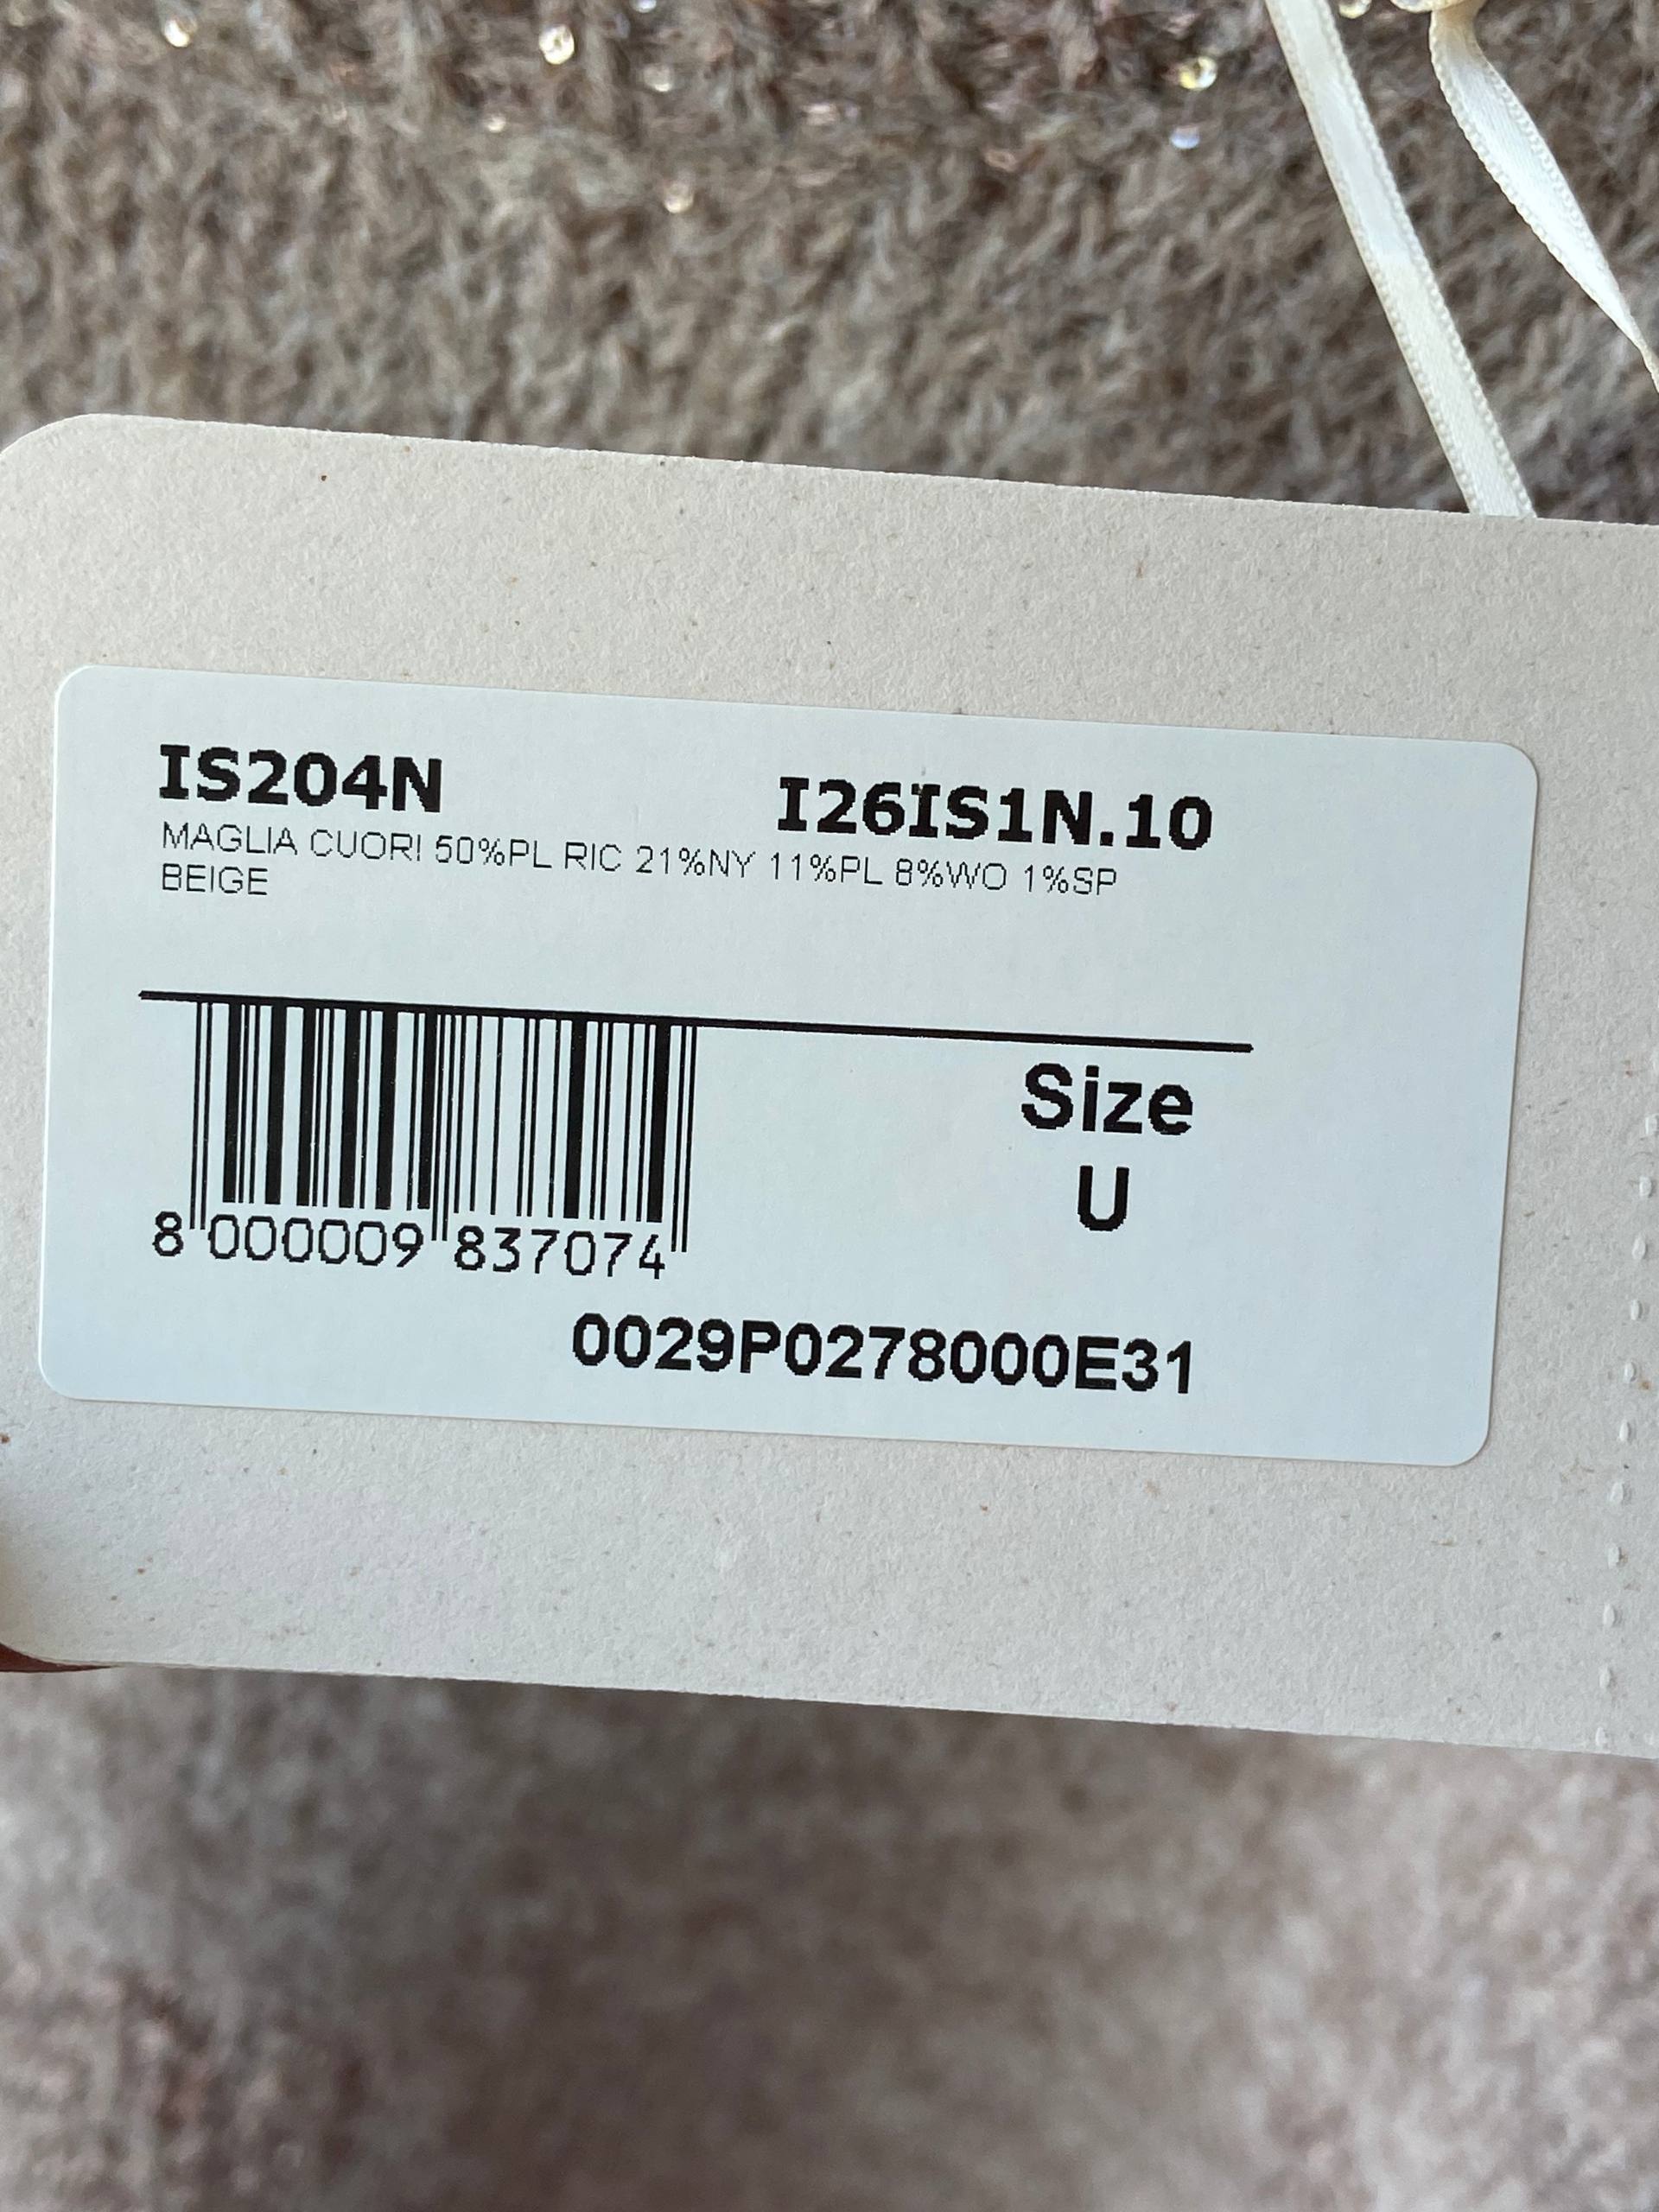 IS204N I26IS1N.10
MAGLIA CUORI 50%PL RIC 21%NY 11%PL 8%WO 1%SP
BEIGE
Size
U
8 000009 837074
0029P0278000E31